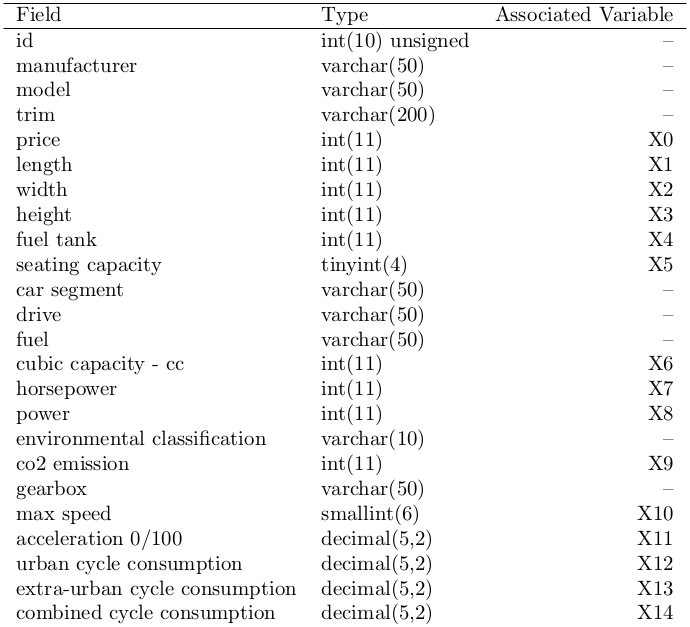 Field Type Associated Variable
id int(10) unsigned –
manufacturer varchar(50) –
model varchar(50) –
trim varchar(200) –
price int(11) X0
length int(11) X1
width int(11) X2
height int(11) X3
fuel tank int(11) X4
seating capacity tinyint(4) X5
car segment varchar(50) –
drive varchar(50) –
fuel varchar(50) –
cubic capacity - cc int(11) X6
horsepower int(11) X7
power int(11) X8
environmental classification varchar(10) –
co2 emission int(11) X9
gearbox varchar(50) –
max speed smallint(6) X10
acceleration 0/100 decimal(5,2) X11
urban cycle consumption decimal(5,2) X12
extra-urban cycle consumption decimal(5,2) X13
combined cycle consumption decimal(5,2) X14